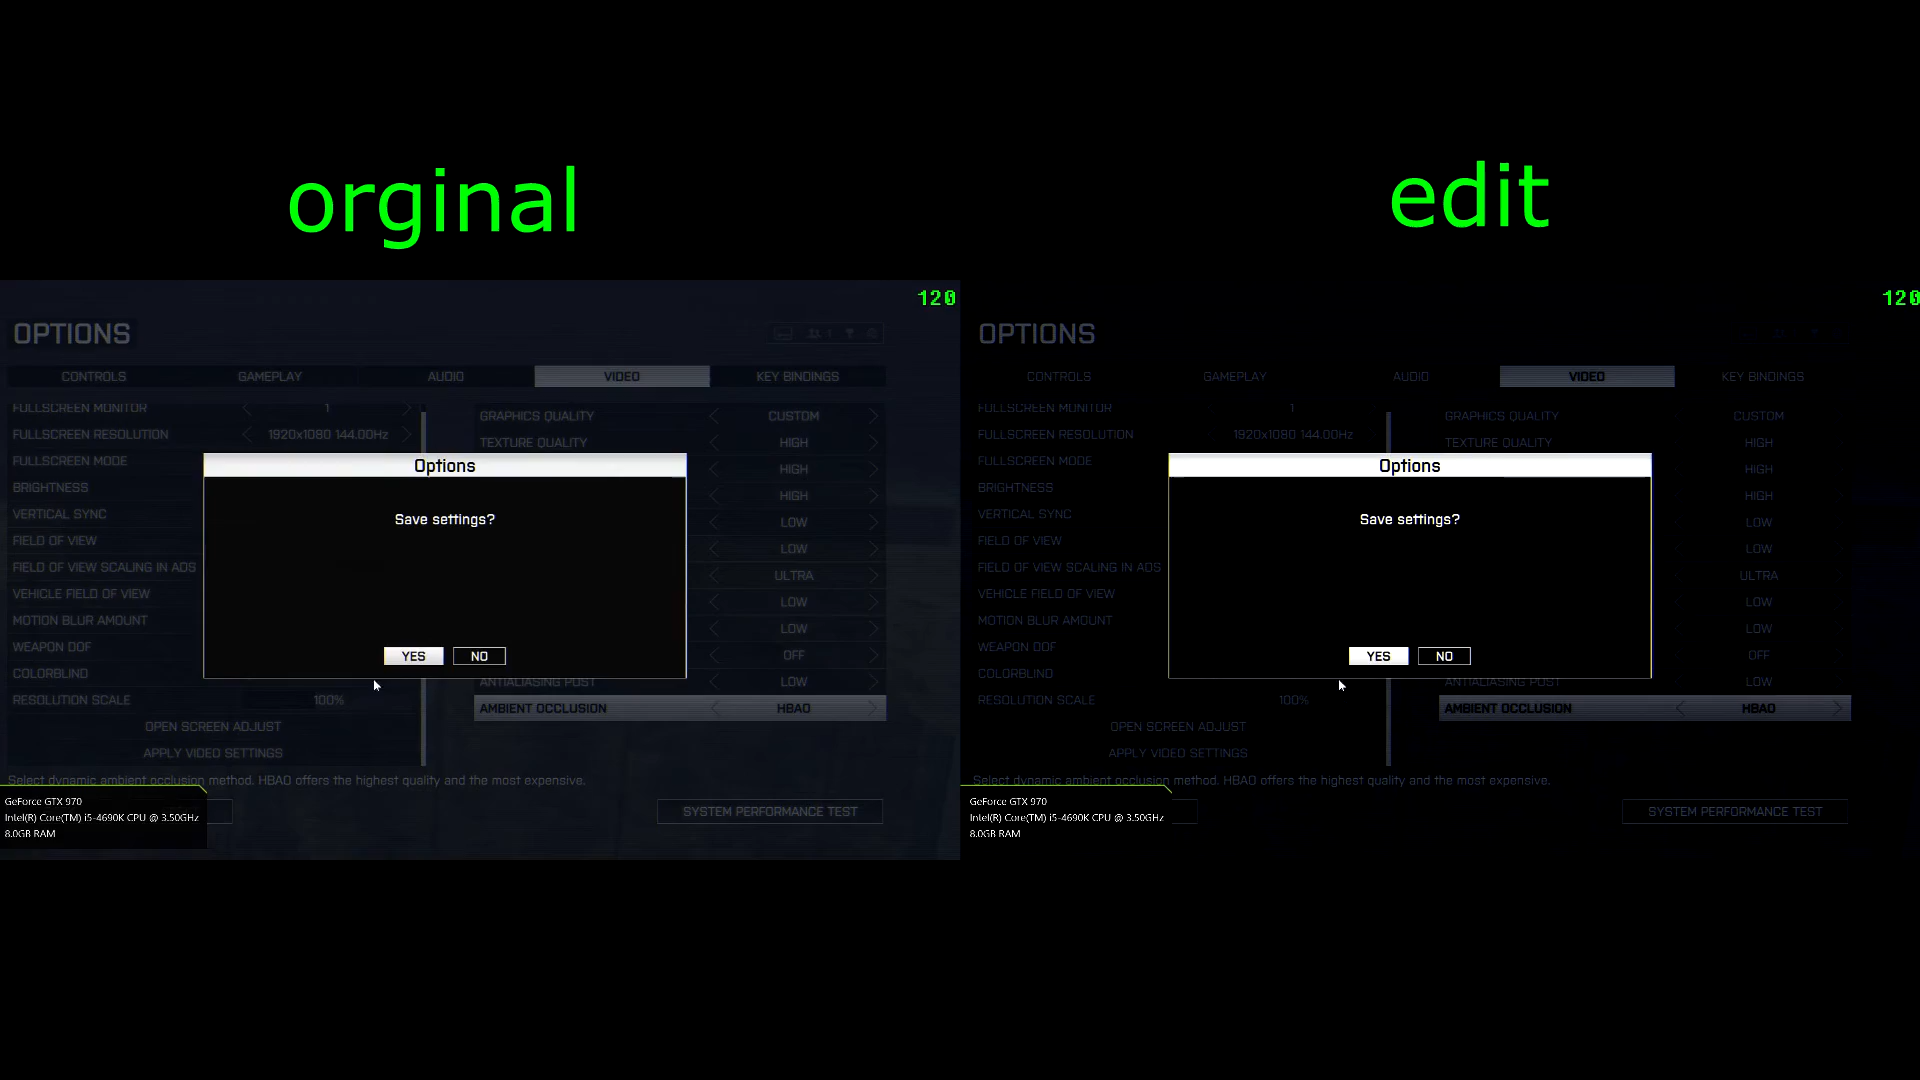 orginal
edit
120
OPTIONS
1
CONTROLS GAMEPLAY AUDIO VIDEO KEY BINDINGS
FULLSCREEN MONITOR 1
GRAPHICS QUALITY CUSTOM
FULLSCREEN RESOLUTION 1920x1080 144.00Hz
TEXTURE QUALITY HIGH
FULLSCREEN MODE
HIGH
BRIGHTNESS
HIGH
VERTICAL SYNC
LOW
FIELD OF VIEW
LOW
FIELD OF VIEW SCALING IN ADS
ULTRA
VEHICLE FIELD OF VIEW
LOW
MOTION BLUR AMOUNT
LOW
WEAPON DOF
OFF
COLORBLIND
ANTIALIASING POST LOW
RESOLUTION SCALE 100%
AMBIENT OCCLUSION HBAO
OPEN SCREEN ADJUST
APPLY VIDEO SETTINGS
Options
Save settings?
YES NO
Select dynamic ambient occlusion method. HBAO offers the highest quality and the most expensive.
SYSTEM PERFORMANCE TEST
GeForce GTX 970
Intel(R) Core(TM) i5-4690K CPU @ 3.50GHz
8.0GB RAM
120
OPTIONS
CONTROLS GAMEPLAY AUDIO VIDEO KEY BINDINGS
FULLSCREEN MONITOR 1
GRAPHICS QUALITY CUSTOM
FULLSCREEN RESOLUTION 1920x1080 144.00Hz
TEXTURE QUALITY HIGH
FULLSCREEN MODE
HIGH
BRIGHTNESS
HIGH
VERTICAL SYNC
LOW
FIELD OF VIEW
LOW
FIELD OF VIEW SCALING IN ADS
ULTRA
VEHICLE FIELD OF VIEW
LOW
MOTION BLUR AMOUNT
LOW
WEAPON DOF
OFF
COLORBLIND
ANTIALIASING POST LOW
RESOLUTION SCALE 100%
AMBIENT OCCLUSION HBAO
OPEN SCREEN ADJUST
APPLY VIDEO SETTINGS
Options
Save settings?
YES NO
Select dynamic ambient occlusion method. HBAO offers the highest quality and the most expensive.
SYSTEM PERFORMANCE TEST
GeForce GTX 970
Intel(R) Core(TM) i5-4690K CPU @ 3.50GHz
8.0GB RAM